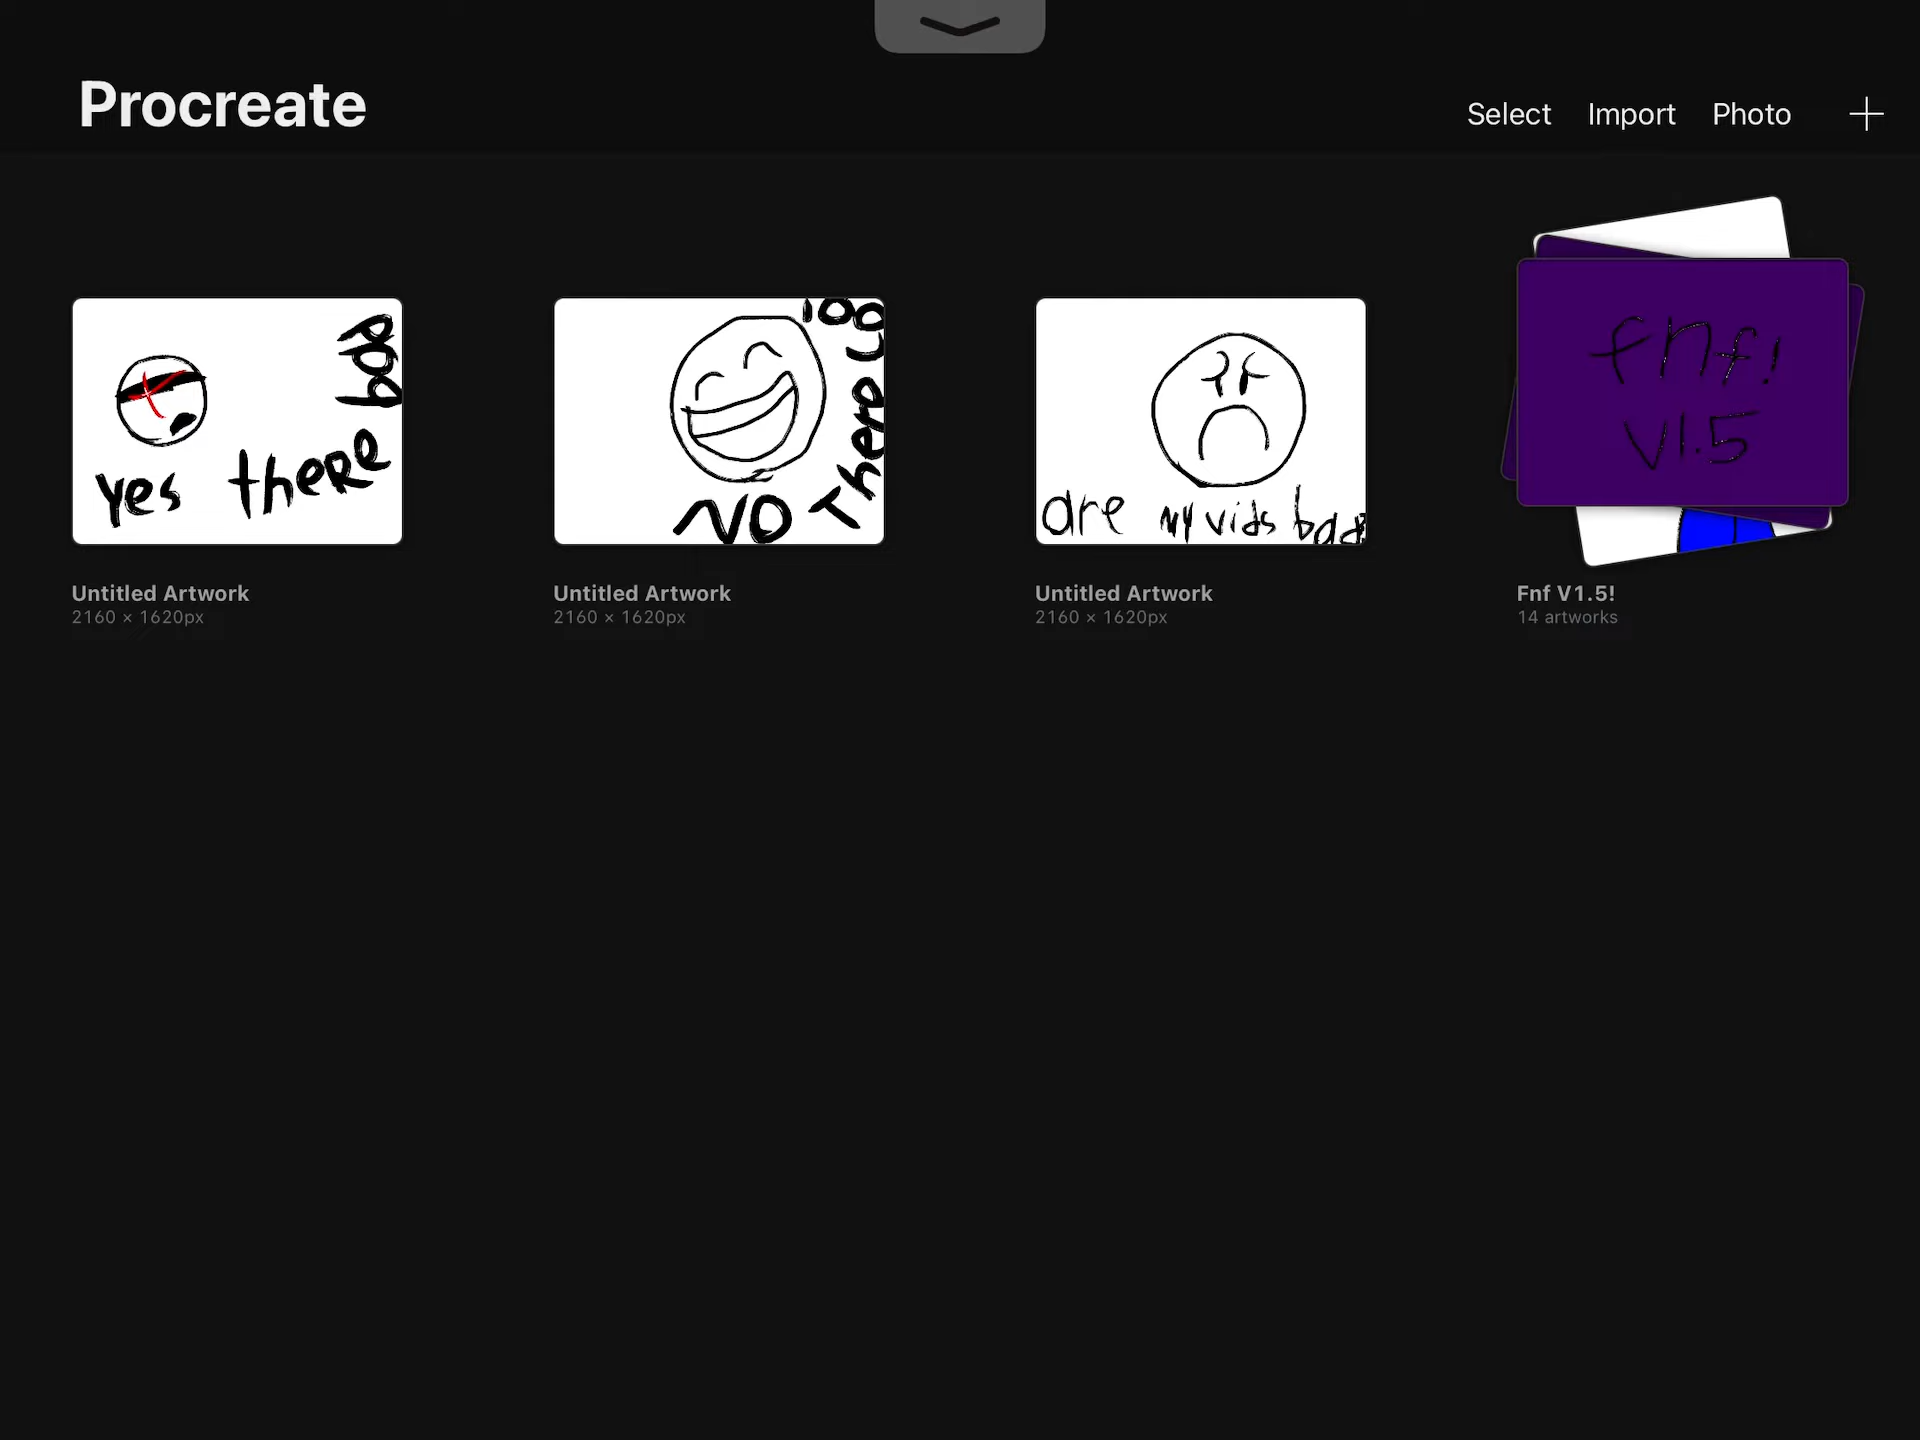 Procreate
Select Import Photo
yes there bad
NO There
are my vids bad
fnf!
v1.5
Untitled Artwork
2160 × 1620px
Untitled Artwork
2160 × 1620px
Untitled Artwork
2160 × 1620px
Fnf V1.5!
14 artworks